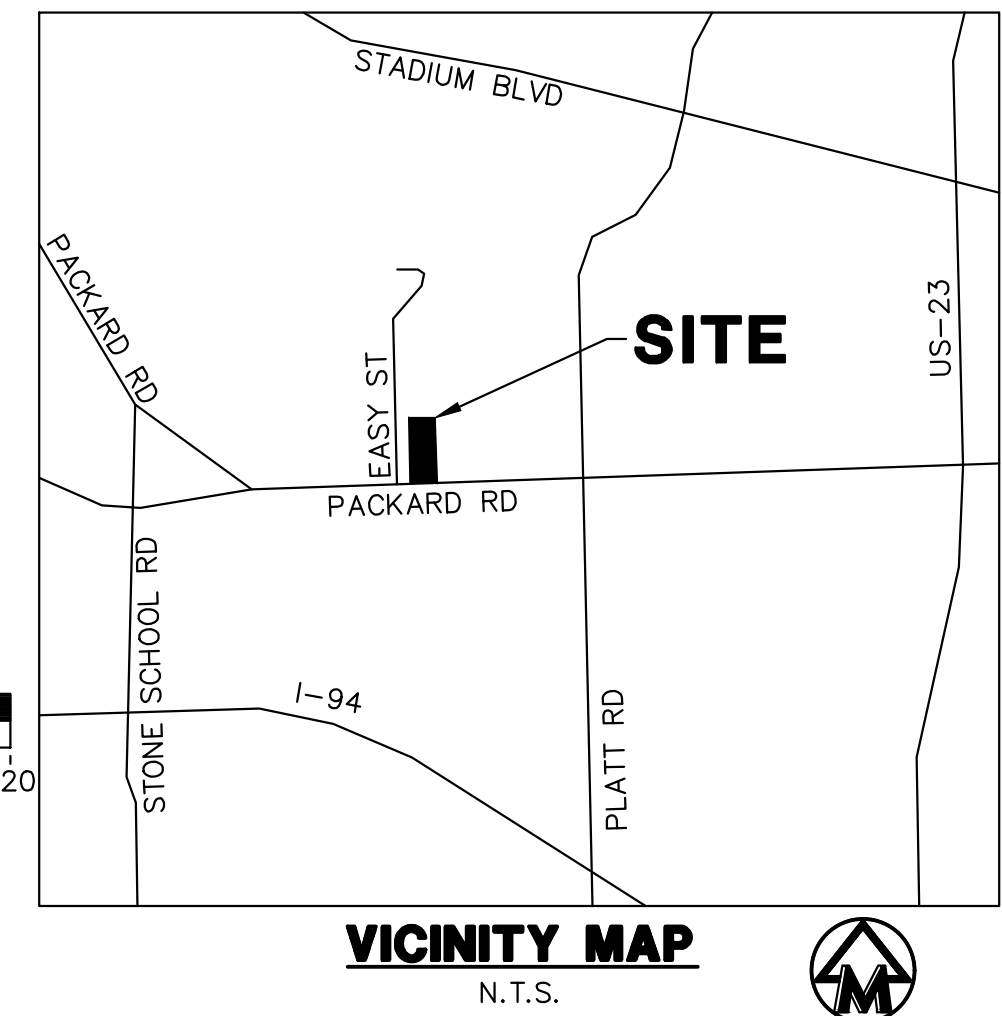 STADIUM BLVD
PACKARD RD
US-23
SITE
EASY ST
PACKARD RD
STONE SCHOOL RD
I-94
PLATT RD
20
VICINITY MAP
N.T.S.
M